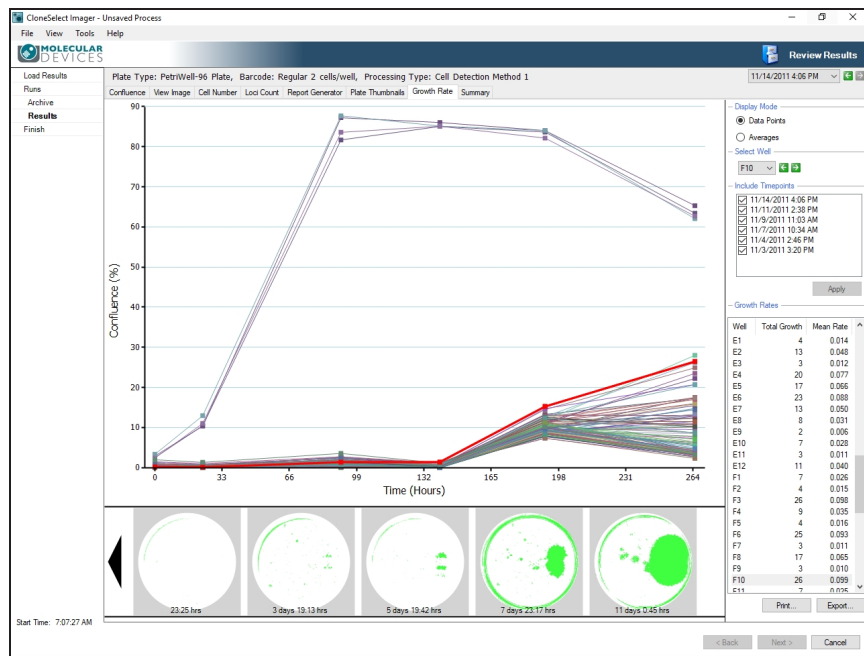 CloneSelect Imager - Unsaved Process
File View Tools Help
MOLECULAR
DEVICES
Review Results
Load Results
Runs
Archive
Results
Finish
Start Time: 7:07:27 AM
Plate Type: PetriWell-96 Plate, Barcode: Regular 2 cells/well, Processing Type: Cell Detection Method 1
11/14/2011 4:06 PM
Confluence View Image Cell Number Loci Count Report Generator Plate Thumbnails Growth Rate Summary
Confluence (%)
90
80
70
60
50
40
30
20
10
0
0 33 66 99 132 165 198 231 264
Time (Hours)
23:25 hrs
3 days 19.13 hrs
5 days 19.42 hrs
7 days 23.17 hrs
11 days 0.45 hrs
Display Mode
Data Points
Averages
Select Well
F10
Include Timepoints
11/14/2011 4:06 PM
11/11/2011 2:38 PM
11/9/2011 11:03 AM
11/7/2011 10:34 AM
11/4/2011 2:46 PM
11/3/2011 3:20 PM
Apply
Growth Rates
Well Total Growth Mean Rate
E1 4 0.014
E2 13 0.048
E3 3 0.012
E4 20 0.077
E5 17 0.066
E6 23 0.088
E7 13 0.050
E8 8 0.031
E9 2 0.006
E10 7 0.028
E11 3 0.011
E12 11 0.040
F1 7 0.026
F2 4 0.015
F3 26 0.098
F4 9 0.035
F5 4 0.016
F6 25 0.093
F7 3 0.011
F8 17 0.065
F9 3 0.010
F10 26 0.099
F11 7 0.025
Print... Export...
< Back Next > Cancel